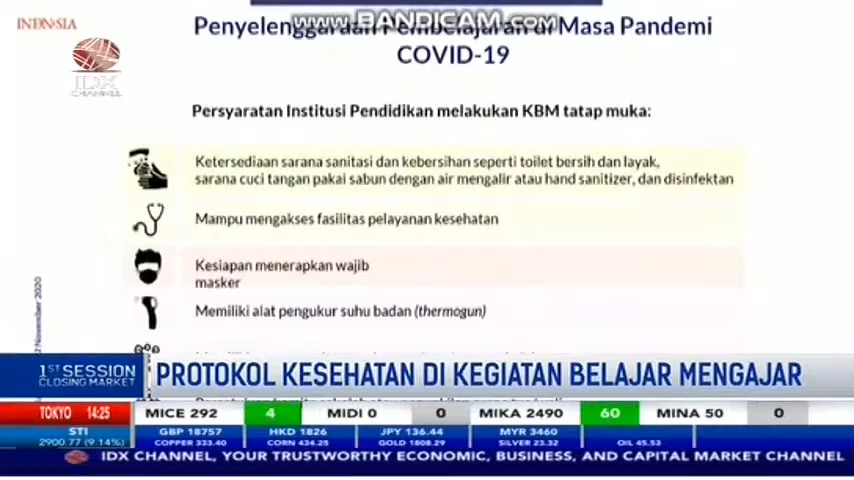 www.BANDICAM.com
INDONESIA
Penyelenggaraan Pembelajaran di Masa Pandemi
COVID-19
IDX
CHANNEL
Persyaratan Institusi Pendidikan melakukan KBM tatap muka:
Ketersediaan sarana sanitasi dan kebersihan seperti toilet bersih dan layak,
sarana cuci tangan pakai sabun dengan air mengalir atau hand sanitizer, dan disinfektan
Mampu mengakses fasilitas pelayanan kesehatan
Kesiapan menerapkan wajib
masker
Memiliki alat pengukur suhu badan (thermogun)
November 2020
1ST SESSION
CLOSING MARKET
PROTOKOL KESEHATAN DI KEGIATAN BELAJAR MENGAJAR
TOKYO 14:25 MICE 292 4 MIDI 0 0 MIKA 2490 60 MINA 50 0
STI GBP 18757 HKD 1826 JPY 136.44 MYR 3460
2900.77 (9.14%) COPPER 333.40 CORN 434.25 GOLD 1808.29 SILVER 23.32 OIL 45.53
IDX CHANNEL, YOUR TRUSTWORTHY ECONOMIC, BUSINESS, AND CAPITAL MARKET CHANNEL